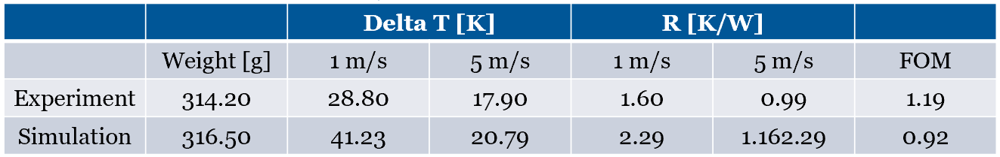 Delta T [K] R [K/W]
Weight [g] 1 m/s 5 m/s 1 m/s 5 m/s FOM
Experiment 314.20 28.80 17.90 1.60 0.99 1.19
Simulation 316.50 41.23 20.79 2.29 1.162.29 0.92